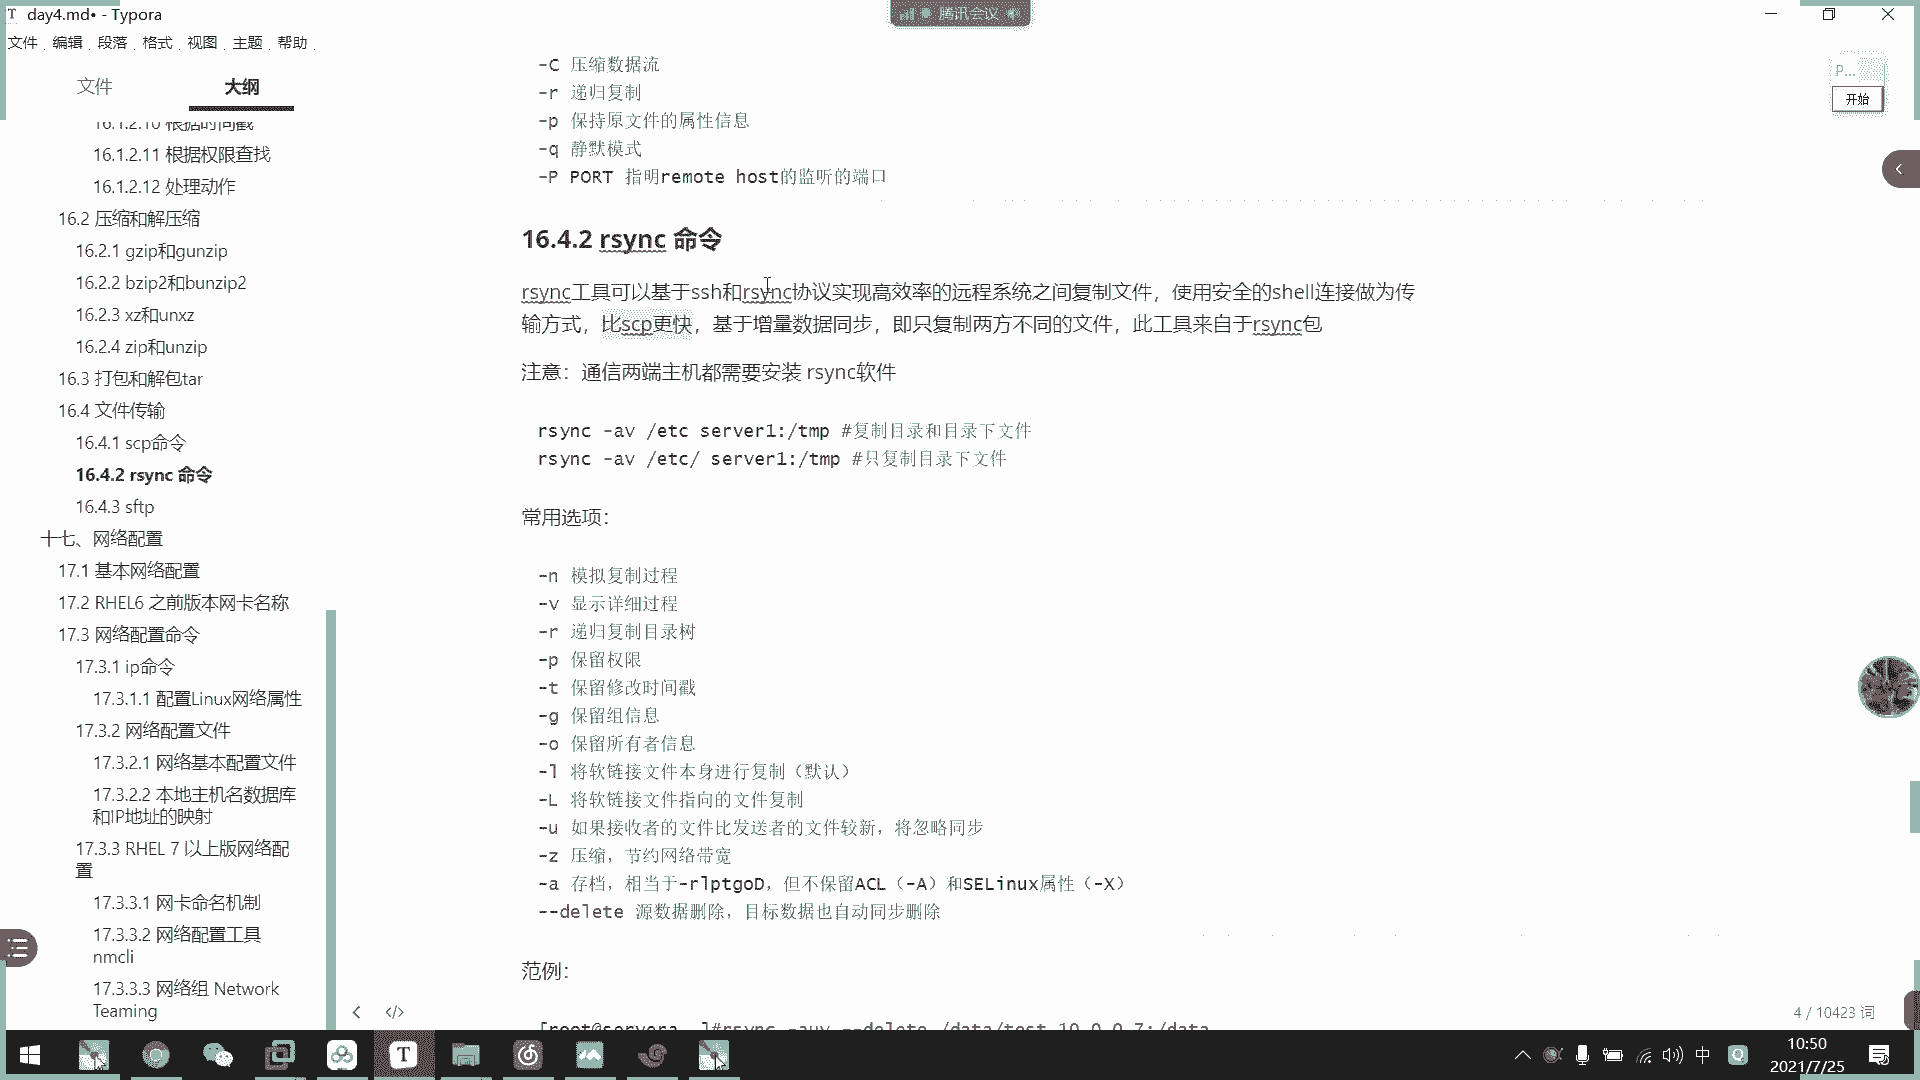 day4.md• - Typora
腾讯会议
文件 编辑 段落 格式 视图 主题 帮助
文件 大纲
16.1.2.10 根据时间戳
16.1.2.11 根据权限查找
16.1.2.12 处理动作
16.2 压缩和解压缩
16.2.1 gzip和gunzip
16.2.2 bzip2和bunzip2
16.2.3 xz和unxz
16.2.4 zip和unzip
16.3 打包和解包tar
16.4 文件传输
16.4.1 scp命令
16.4.2 rsync 命令
16.4.3 sftp
十七、网络配置
17.1 基本网络配置
17.2 RHEL6 之前版本网卡名称
17.3 网络配置命令
17.3.1 ip命令
17.3.1.1 配置Linux网络属性
17.3.2 网络配置文件
17.3.2.1 网络基本配置文件
17.3.2.2 本地主机名数据库
和IP地址的映射
17.3.3 RHEL 7 以上版网络配
置
17.3.3.1 网卡命名机制
17.3.3.2 网络配置工具
nmcli
17.3.3.3 网络组 Network
Teaming
-C 压缩数据流
-r 递归复制
-p 保持原文件的属性信息
-q 静默模式
-P PORT 指明remote host的监听的端口
16.4.2 rsync 命令
rsync工具可以基于ssh和rsync协议实现高效率的远程系统之间复制文件，使用安全的shell连接做为传
输方式，比scp更快，基于增量数据同步，即只复制两方不同的文件，此工具来自于rsync包
注意：通信两端主机都需要安装 rsync软件
rsync -av /etc server1:/tmp #复制目录和目录下文件
rsync -av /etc/ server1:/tmp #只复制目录下文件
常用选项：
-n 模拟复制过程
-v 显示详细过程
-r 递归复制目录树
-p 保留权限
-t 保留修改时间戳
-g 保留组信息
-o 保留所有者信息
-l 将软链接文件本身进行复制（默认）
-L 将软链接文件指向的文件复制
-u 如果接收者的文件比发送者的文件较新，将忽略同步
-z 压缩，节约网络带宽
-a 存档，相当于-rlptgoD，但不保留ACL（-A）和SELinux属性（-X）
--delete 源数据删除，目标数据也自动同步删除
范例：
[root@servera ~]#rsync -auv --delete /data/test 10.0.0.7:/data
P...
开始
4 / 10423 词
中
10:50
2021/7/25